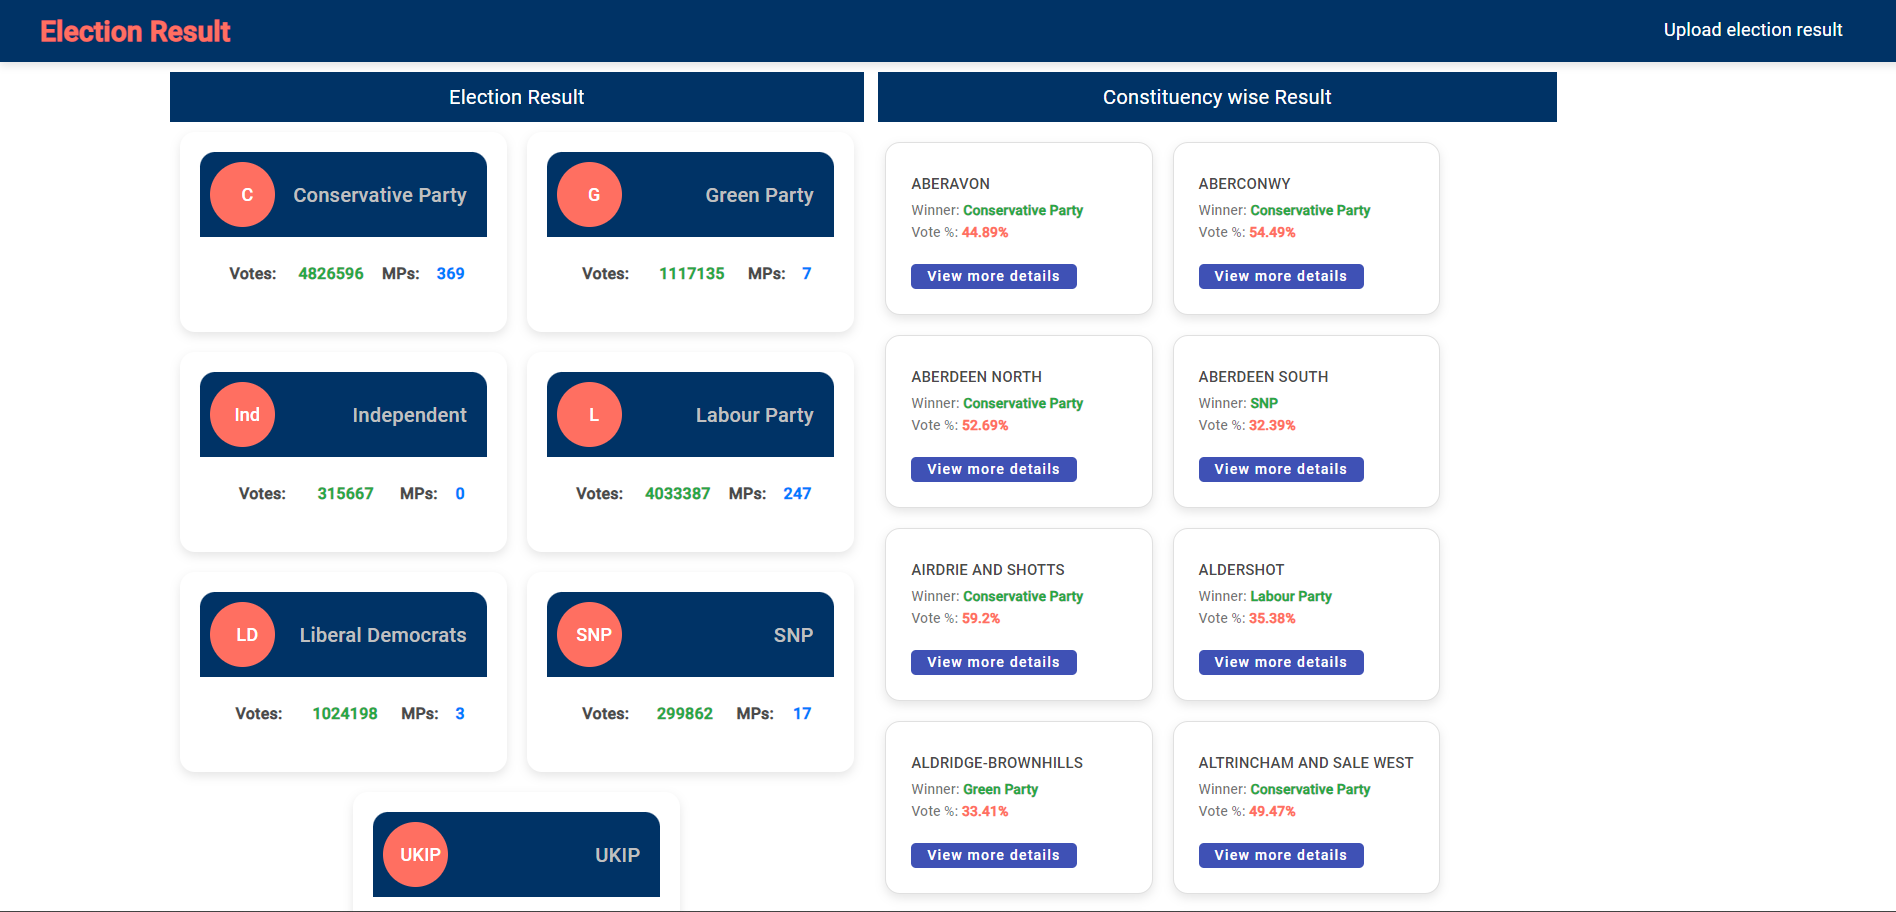 Election Result
Upload election result
Election Result
C
Conservative Party
Votes: 4826596 MPs: 369
G
Green Party
Votes: 1117135 MPs: 7
Ind
Independent
Votes: 315667 MPs: 0
L
Labour Party
Votes: 4033387 MPs: 247
LD
Liberal Democrats
Votes: 1024198 MPs: 3
SNP
SNP
Votes: 299862 MPs: 17
UKIP
UKIP
Constituency wise Result
ABERAVON
Winner: Conservative Party
Vote %: 44.89%
View more details
ABERCONWY
Winner: Conservative Party
Vote %: 54.49%
View more details
ABERDEEN NORTH
Winner: Conservative Party
Vote %: 52.69%
View more details
ABERDEEN SOUTH
Winner: SNP
Vote %: 32.39%
View more details
AIRDRIE AND SHOTTS
Winner: Conservative Party
Vote %: 59.2%
View more details
ALDERSHOT
Winner: Labour Party
Vote %: 35.38%
View more details
ALDRIDGE-BROWNHILLS
Winner: Green Party
Vote %: 33.41%
View more details
ALTRINCHAM AND SALE WEST
Winner: Conservative Party
Vote %: 49.47%
View more details